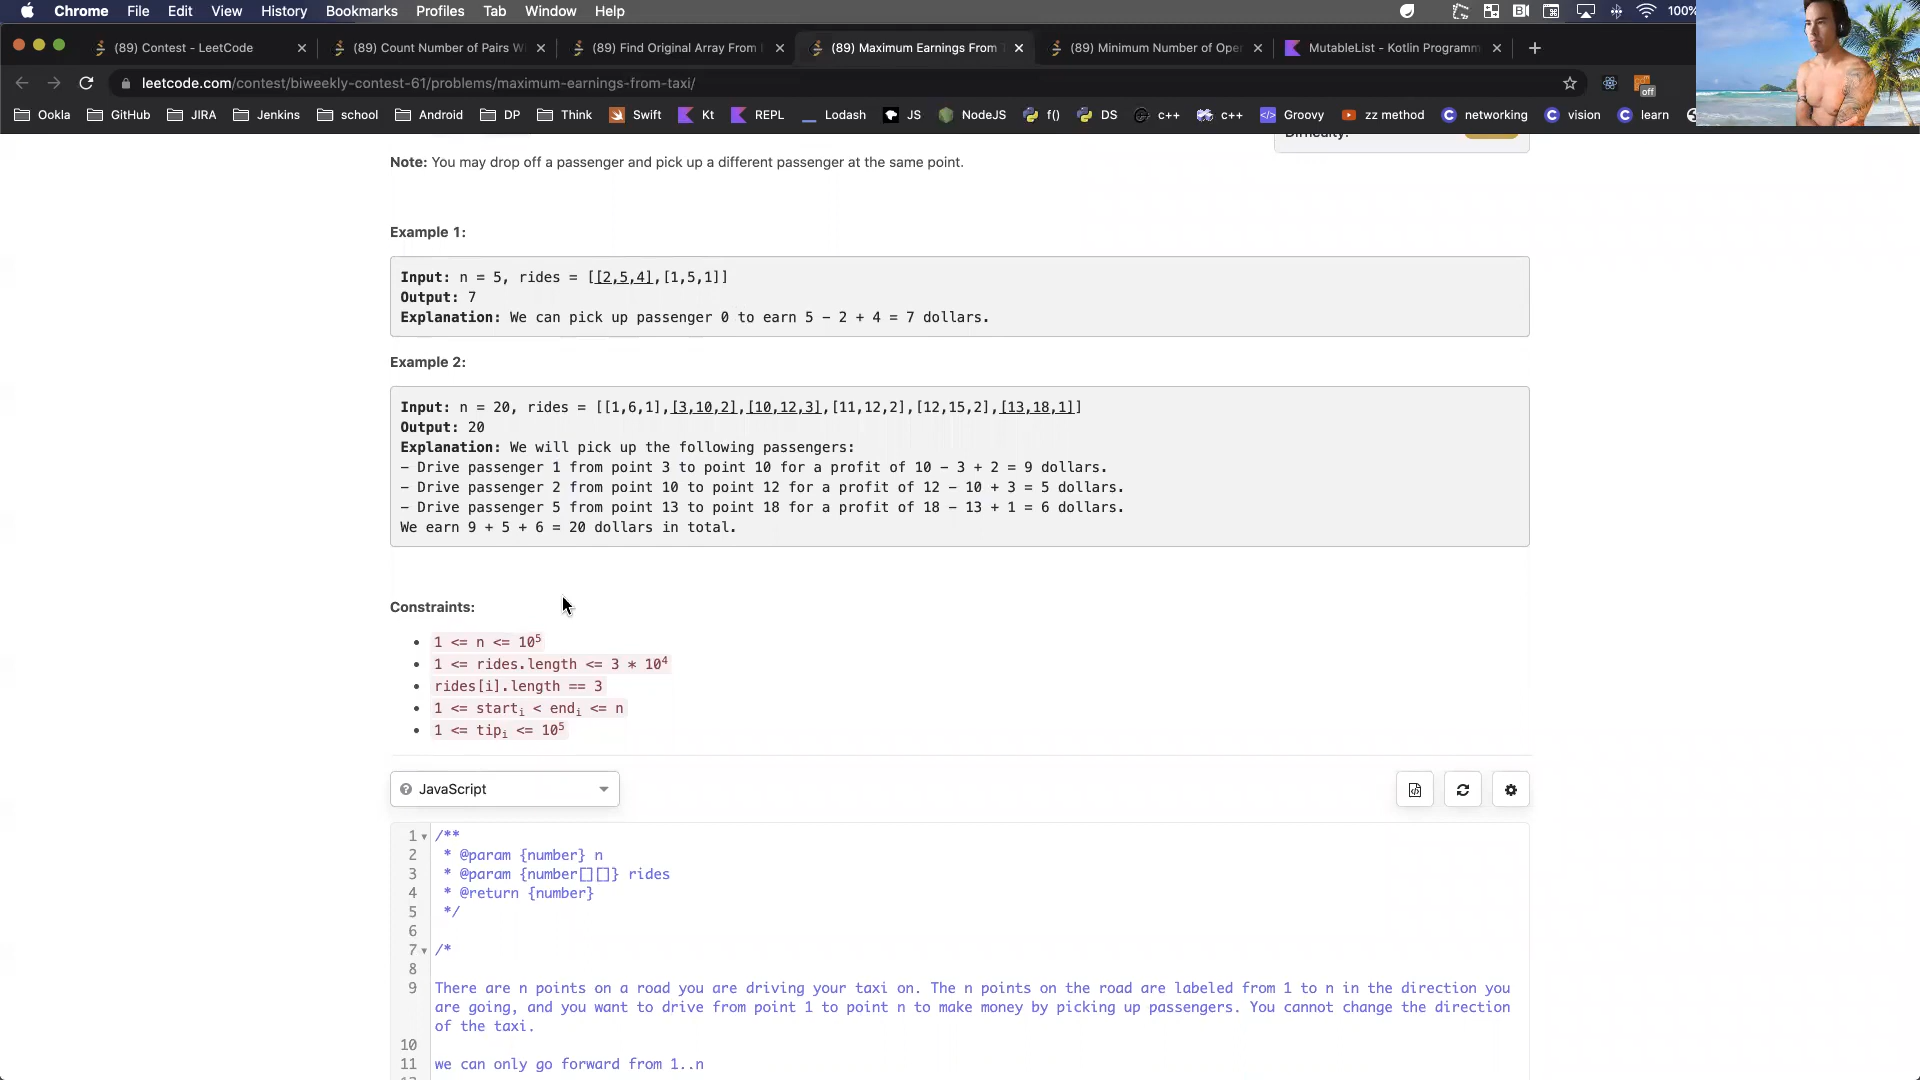 Chrome File Edit View History Bookmarks Profiles Tab Window Help 100%
(89) Contest - LeetCode (89) Count Number of Pairs W (89) Find Original Array From (89) Maximum Earnings From (89) Minimum Number of Oper MutableList - Kotlin Programm
leetcode.com/contest/biweekly-contest-61/problems/maximum-earnings-from-taxi/
off
Ookla GitHub JIRA Jenkins school Android DP Think Swift Kt REPL Lodash JS NodeJS f() DS c++ c++ Groovy zz method networking vision learn
Difficulty:
Note: You may drop off a passenger and pick up a different passenger at the same point.
Example 1:
Input: n = 5, rides = [[2,5,4],[1,5,1]]
Output: 7
Explanation: We can pick up passenger 0 to earn 5 - 2 + 4 = 7 dollars.
Example 2:
Input: n = 20, rides = [[1,6,1],[3,10,2],[10,12,3],[11,12,2],[12,15,2],[13,18,1]]
Output: 20
Explanation: We will pick up the following passengers:
- Drive passenger 1 from point 3 to point 10 for a profit of 10 - 3 + 2 = 9 dollars.
- Drive passenger 2 from point 10 to point 12 for a profit of 12 - 10 + 3 = 5 dollars.
- Drive passenger 5 from point 13 to point 18 for a profit of 18 - 13 + 1 = 6 dollars.
We earn 9 + 5 + 6 = 20 dollars in total.
Constraints:
• 1 <= n <= 10⁵
• 1 <= rides.length <= 3 * 10⁴
• rides[i].length == 3
• 1 <= startᵢ < endᵢ <= n
• 1 <= tipᵢ <= 10⁵
JavaScript
1 /**
2 * @param {number} n
3 * @param {number[][]} rides
4 * @return {number}
5 */
6
7 /*
8
9 There are n points on a road you are driving your taxi on. The n points on the road are labeled from 1 to n in the direction you
are going, and you want to drive from point 1 to point n to make money by picking up passengers. You cannot change the direction
of the taxi.
10
11 we can only go forward from 1..n